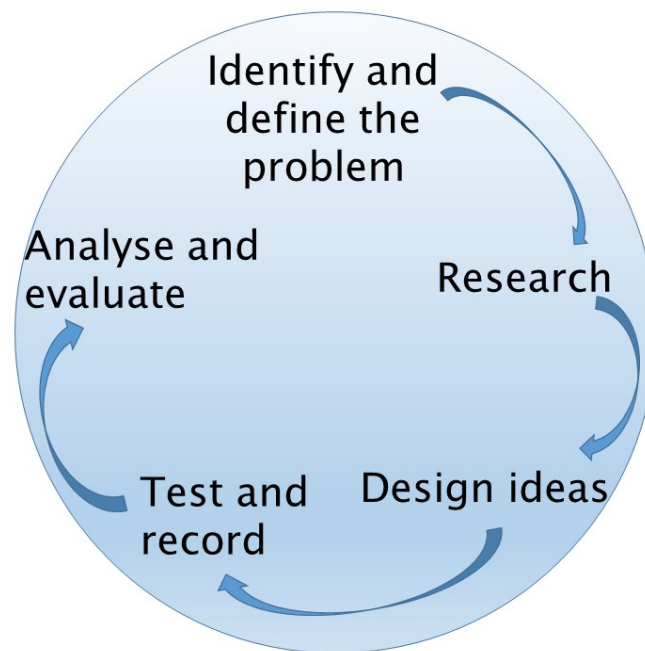 Identify and
define the
problem
Research
Design ideas
Test and
record
Analyse and
evaluate